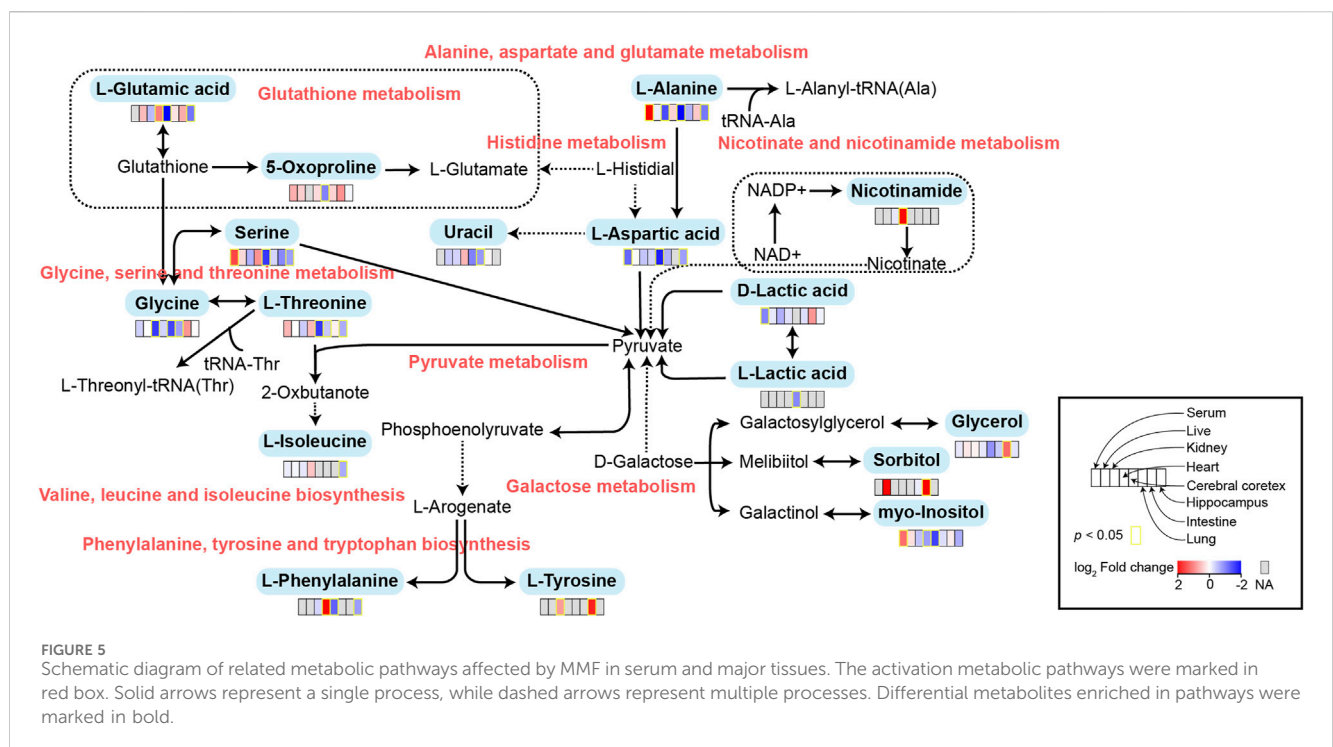 Alanine, aspartate and glutamate metabolism
L-Glutamic acid
Glutathione metabolism
L-Alanine
L-Alanyl-tRNA(Ala)
tRNA-Ala
Histidine metabolism
Nicotinate and nicotinamide metabolism
Glutathione
5-Oxoproline
L-Glutamate
L-Histidial
NADP+
Nicotinamide
Serine
Uracil
L-Aspartic acid
NAD+
Nicotinate
Glycine, serine and threonine metabolism
Glycine
L-Threonine
D-Lactic acid
tRNA-Thr
L-Threonyl-tRNA(Thr)
Pyruvate
Pyruvate metabolism
L-Lactic acid
2-Oxbutanote
L-Isoleucine
Phosphoenolyruvate
Galactosylglycerol
Glycerol
D-Galactose
Melibiitol
Sorbitol
Valine, leucine and isoleucine biosynthesis
Galactose metabolism
L-Arogenate
Galactinol
myo-Inositol
Phenylalanine, tyrosine and tryptophan biosynthesis
L-Phenylalanine
L-Tyrosine
Serum
Live
Kidney
Heart
Cerebral coretex
Hippocampus
Intestine
Lung
p < 0.05
log2 Fold change
2 0 -2 NA
FIGURE 5
Schematic diagram of related metabolic pathways affected by MMF in serum and major tissues. The activation metabolic pathways were marked in
red box. Solid arrows represent a single process, while dashed arrows represent multiple processes. Differential metabolites enriched in pathways were
marked in bold.